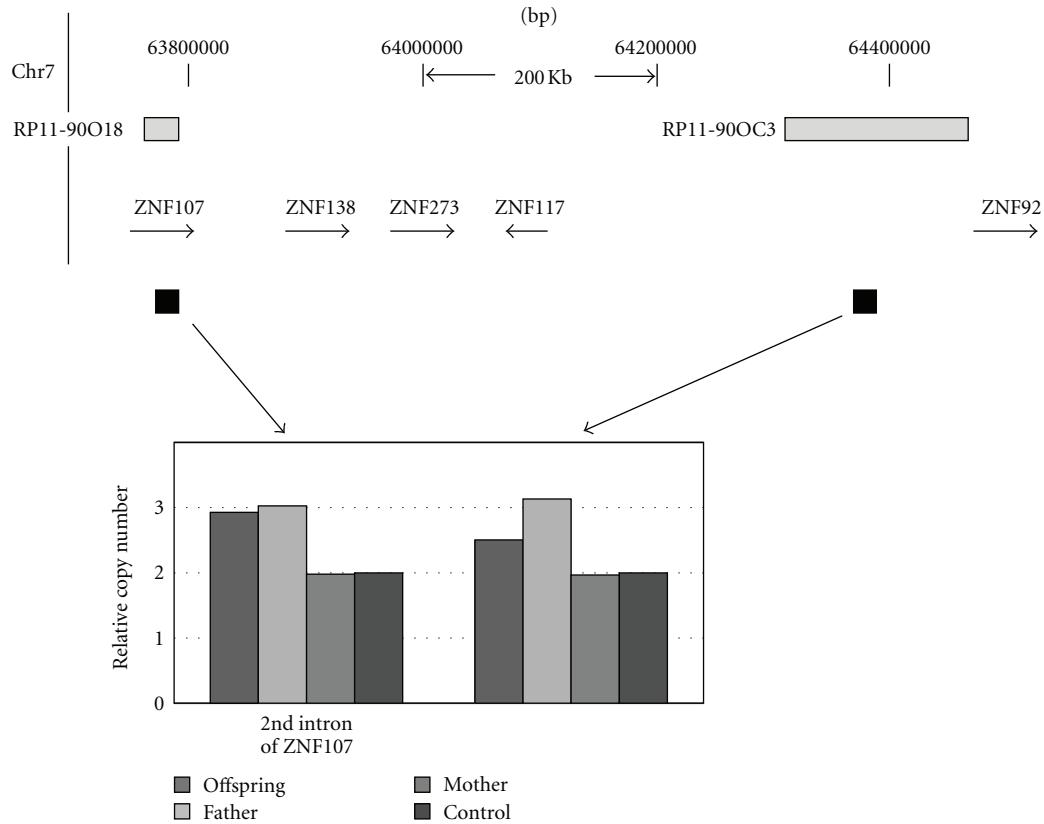 (bp)
63800000 64000000 64200000 64400000
Chr7
200 Kb
RP11-90O18 RP11-90OC3
ZNF107 ZNF138 ZNF273 ZNF117 ZNF92
Relative copy number
3
2
1
0
2nd intron
of ZNF107
Offspring Mother
Father Control